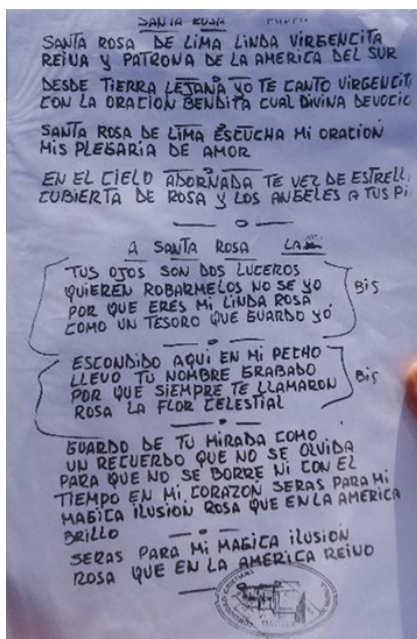 SANTA ROSA
SANTA ROSA DE LIMA LINDA VIRGENCITA
REINA Y PATRONA DE LA AMERICA DEL SUR
DESDE TIERRA LEJANA YO TE CANTO VIRGENCIT
CON LA ORACION BENDITA CUAL DIVINA DEVOCIO
SANTA ROSA DE LIMA ESCUCHA MI ORACION
MIS PLEGARIA DE AMOR
EN EL CIELO ADORNADA TE VEZ DE ESTRELL
CUBIERTA DE ROSA Y LOS ANGELES A TUS PI
A SANTA ROSA
TUS OJOS SON DOS LUCEROS
QUIEREN ROBARMELOS NO SE YO Bis
POR QUE ERES MI LINDA ROSA
COMO UN TESORO QUE GUARDO YO
ESCONDIDO AQUI EN MI PECHO
LLEVO TU NOMBRE GRABADO Bis
POR QUE SIEMPRE TE LLAMARON
ROSA LA FLOR CELESTIAL
GUARDO DE TU MIRADA COMO
UN RECUERDO QUE NO SE OLVIDA
PARA QUE NO SE BORRE NI CON EL
TIEMPO EN MI CORAZON SERAS PARA MI
MAGICA ILUSION ROSA QUE EN LA AMERICA
BRILLO
SERAS PARA MI MAGICA ILUSION
ROSA QUE EN LA AMERICA REINO